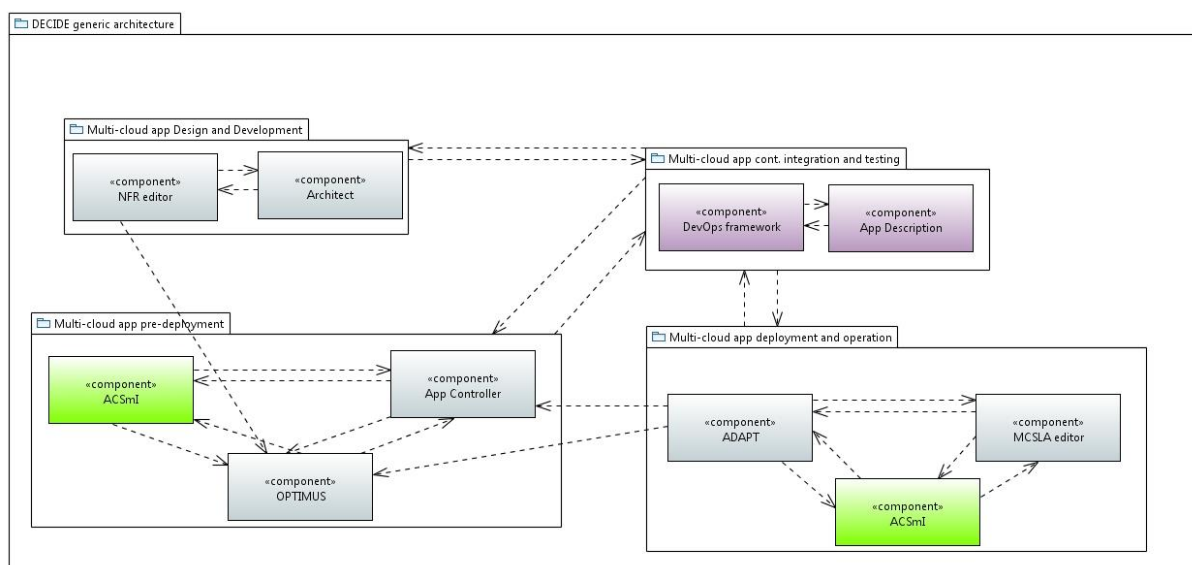 DECIDE generic architecture
Multi-cloud app Design and Development
«component»
NFR editor
«component»
Architect
Multi-cloud app cont. integration and testing
«component»
DevOps framework
«component»
App Description
Multi-cloud app pre-deployment
«component»
ACSmI
«component»
App Controller
«component»
OPTIMUS
Multi-cloud app deployment and operation
«component»
ADAPT
«component»
MCSLA editor
«component»
ACSmI